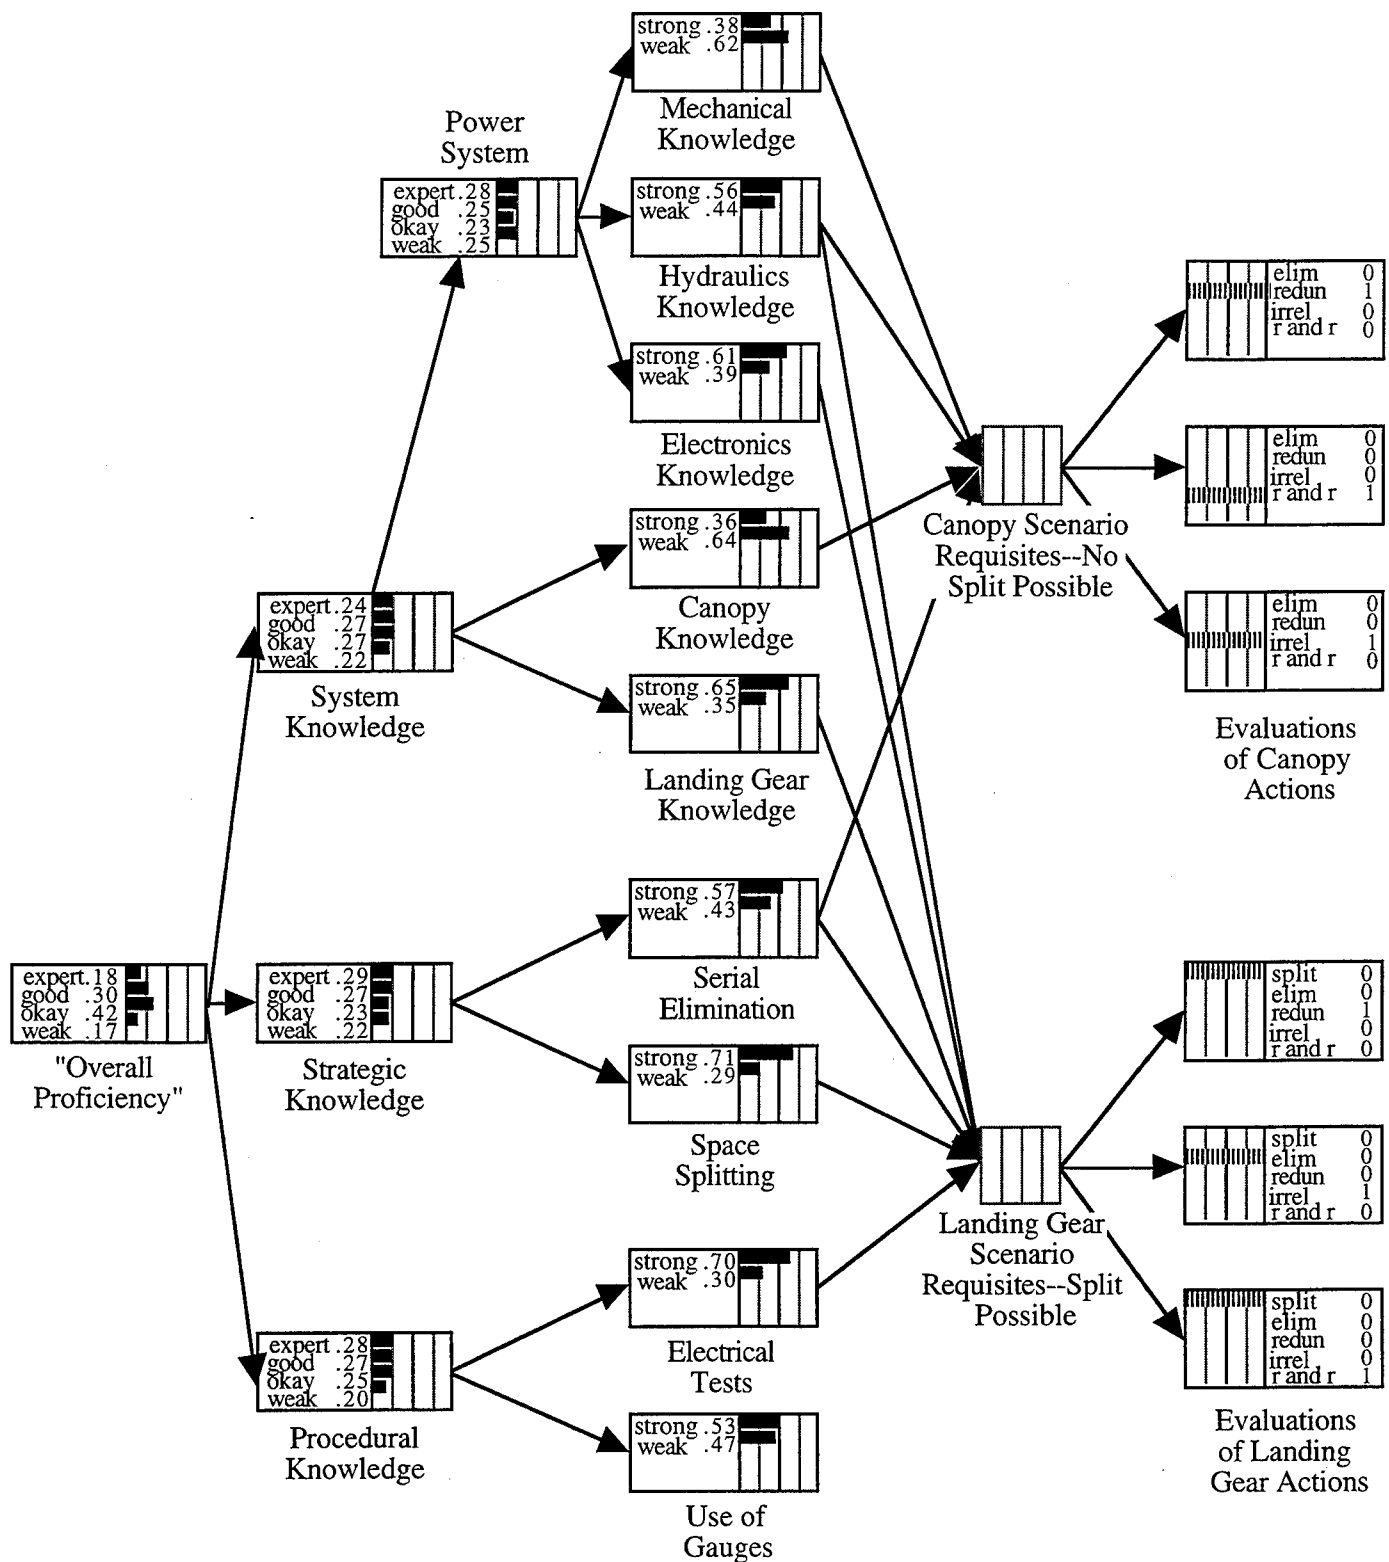 strong .38
weak .62
Mechanical
Knowledge
Power
System
expert .28
good .25
okay .23
weak .25
strong .56
weak .44
Hydraulics
Knowledge
strong .61
weak .39
Electronics
Knowledge
strong .36
weak .64
Canopy
Knowledge
expert .24
good .27
okay .27
weak .22
System
Knowledge
strong .65
weak .35
Landing Gear
Knowledge
strong .57
weak .43
Serial
Elimination
expert .18
good .30
okay .42
weak .17
"Overall
Proficiency"
expert .29
good .27
okay .23
weak .22
Strategic
Knowledge
strong .71
weak .29
Space
Splitting
strong .70
weak .30
Electrical
Tests
expert .28
good .27
okay .25
weak .20
Procedural
Knowledge
strong .53
weak .47
Use of
Gauges
Canopy Scenario
Requisites--No
Split Possible
Landing Gear
Scenario
Requisites--Split
Possible
elim 0
redun 1
irrel 0
r and r 0
elim 0
redun 0
irrel 0
r and r 1
elim 0
redun 0
irrel 1
r and r 0
Evaluations
of Canopy
Actions
split 0
elim 0
redun 1
irrel 0
r and r 0
split 0
elim 0
redun 0
irrel 1
r and r 0
split 0
elim 0
redun 0
irrel 0
r and r 1
Evaluations
of Landing
Gear Actions